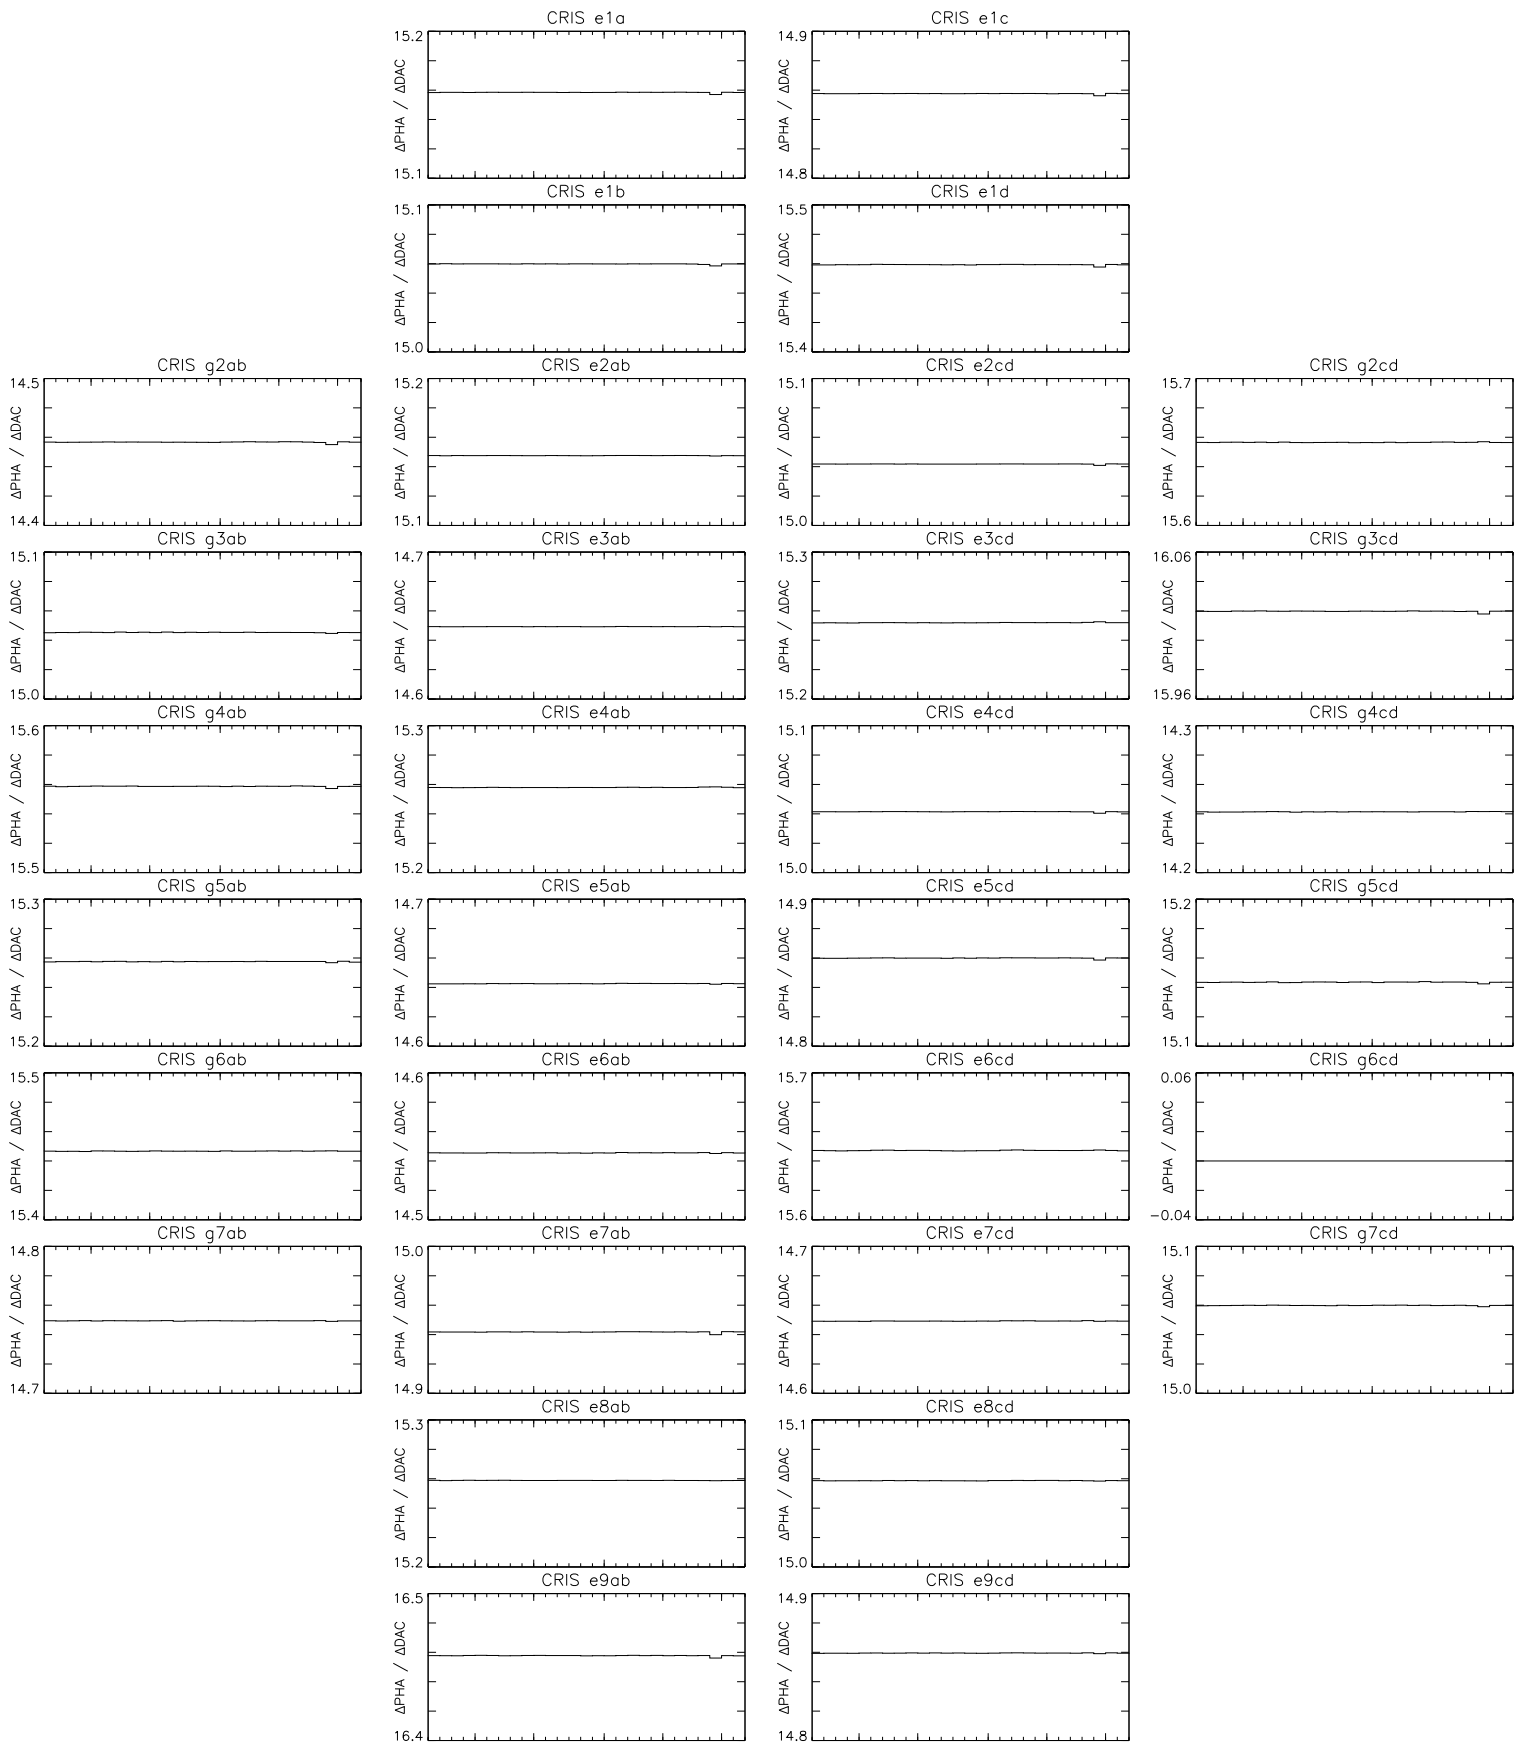 CRIS e1a
CRIS e1c
15.2
ΔPHA / ΔDAC
15.1
14.9
ΔPHA / ΔDAC
14.8
CRIS e1b
CRIS e1d
15.1
ΔPHA / ΔDAC
15.0
15.5
ΔPHA / ΔDAC
15.4
CRIS g2ab
CRIS e2ab
CRIS e2cd
CRIS g2cd
14.5
ΔPHA / ΔDAC
14.4
15.2
ΔPHA / ΔDAC
15.1
15.1
ΔPHA / ΔDAC
15.0
15.7
ΔPHA / ΔDAC
15.6
CRIS g3ab
CRIS e3ab
CRIS e3cd
CRIS g3cd
15.1
ΔPHA / ΔDAC
15.0
14.7
ΔPHA / ΔDAC
14.6
15.3
ΔPHA / ΔDAC
15.2
16.06
ΔPHA / ΔDAC
15.96
CRIS g4ab
CRIS e4ab
CRIS e4cd
CRIS g4cd
15.6
ΔPHA / ΔDAC
15.5
15.3
ΔPHA / ΔDAC
15.2
15.1
ΔPHA / ΔDAC
15.0
14.3
ΔPHA / ΔDAC
14.2
CRIS g5ab
CRIS e5ab
CRIS e5cd
CRIS g5cd
15.3
ΔPHA / ΔDAC
15.2
14.7
ΔPHA / ΔDAC
14.6
14.9
ΔPHA / ΔDAC
14.8
15.2
ΔPHA / ΔDAC
15.1
CRIS g6ab
CRIS e6ab
CRIS e6cd
CRIS g6cd
15.5
ΔPHA / ΔDAC
15.4
14.6
ΔPHA / ΔDAC
14.5
15.7
ΔPHA / ΔDAC
15.6
0.06
ΔPHA / ΔDAC
−0.04
CRIS g7ab
CRIS e7ab
CRIS e7cd
CRIS g7cd
14.8
ΔPHA / ΔDAC
14.7
15.0
ΔPHA / ΔDAC
14.9
14.7
ΔPHA / ΔDAC
14.6
15.1
ΔPHA / ΔDAC
15.0
CRIS e8ab
CRIS e8cd
15.3
ΔPHA / ΔDAC
15.2
15.1
ΔPHA / ΔDAC
15.0
CRIS e9ab
CRIS e9cd
16.5
ΔPHA / ΔDAC
16.4
14.9
ΔPHA / ΔDAC
14.8